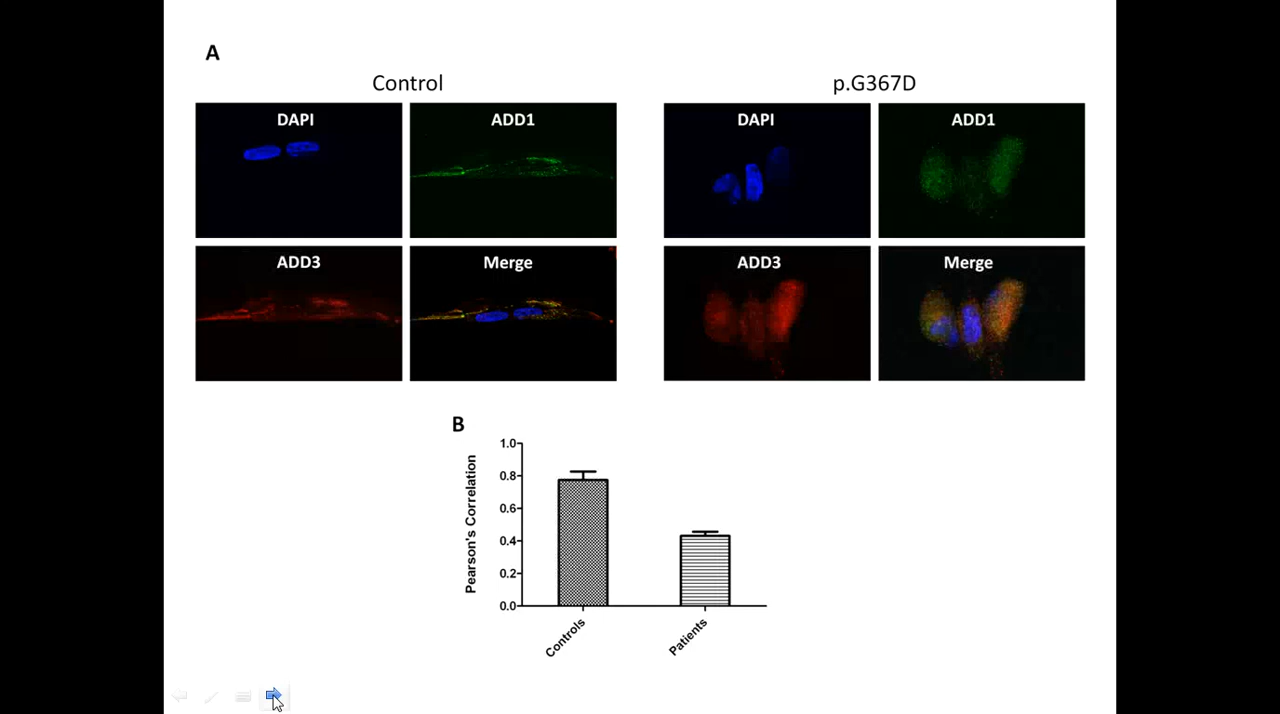 A
Control
p.G367D
DAPI
ADD1
DAPI
ADD1
ADD3
Merge
ADD3
Merge
B
Pearson's Correlation
1.0
0.8
0.6
0.4
0.2
0.0
Controls
Patients